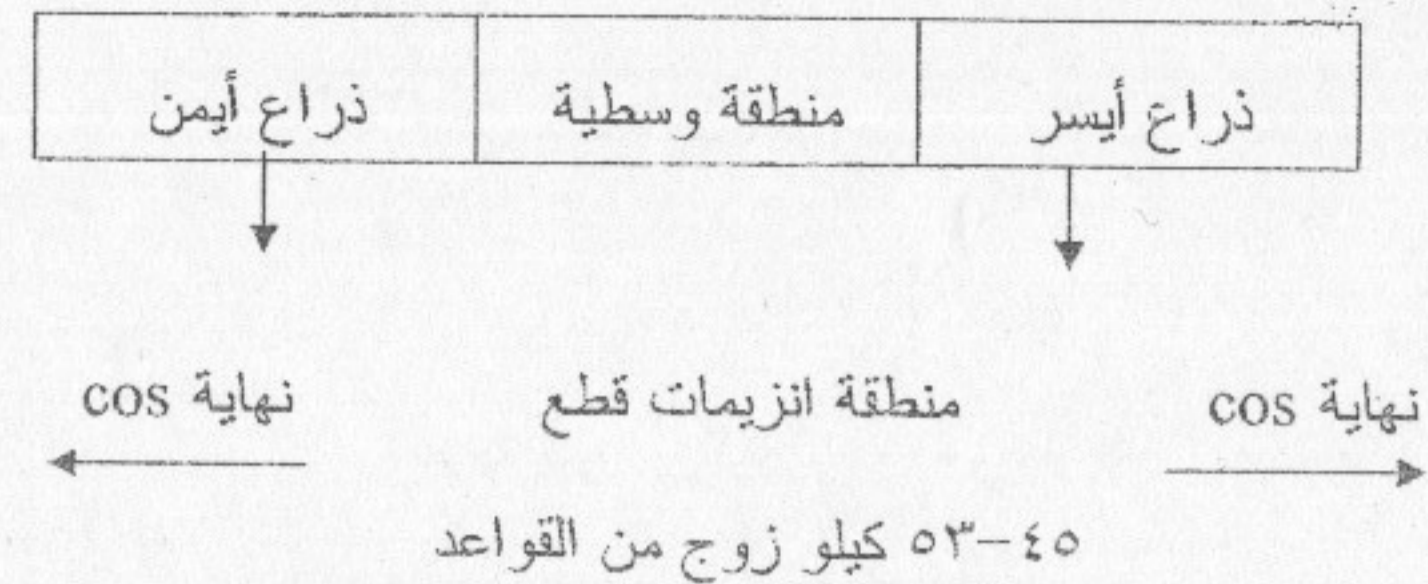 ذراع أيسر منطقة وسطية ذراع أيمن
نهاية cos منطقة انزيمات قطع نهاية cos
٤٥-٥٣ كيلو زوج من القواعد